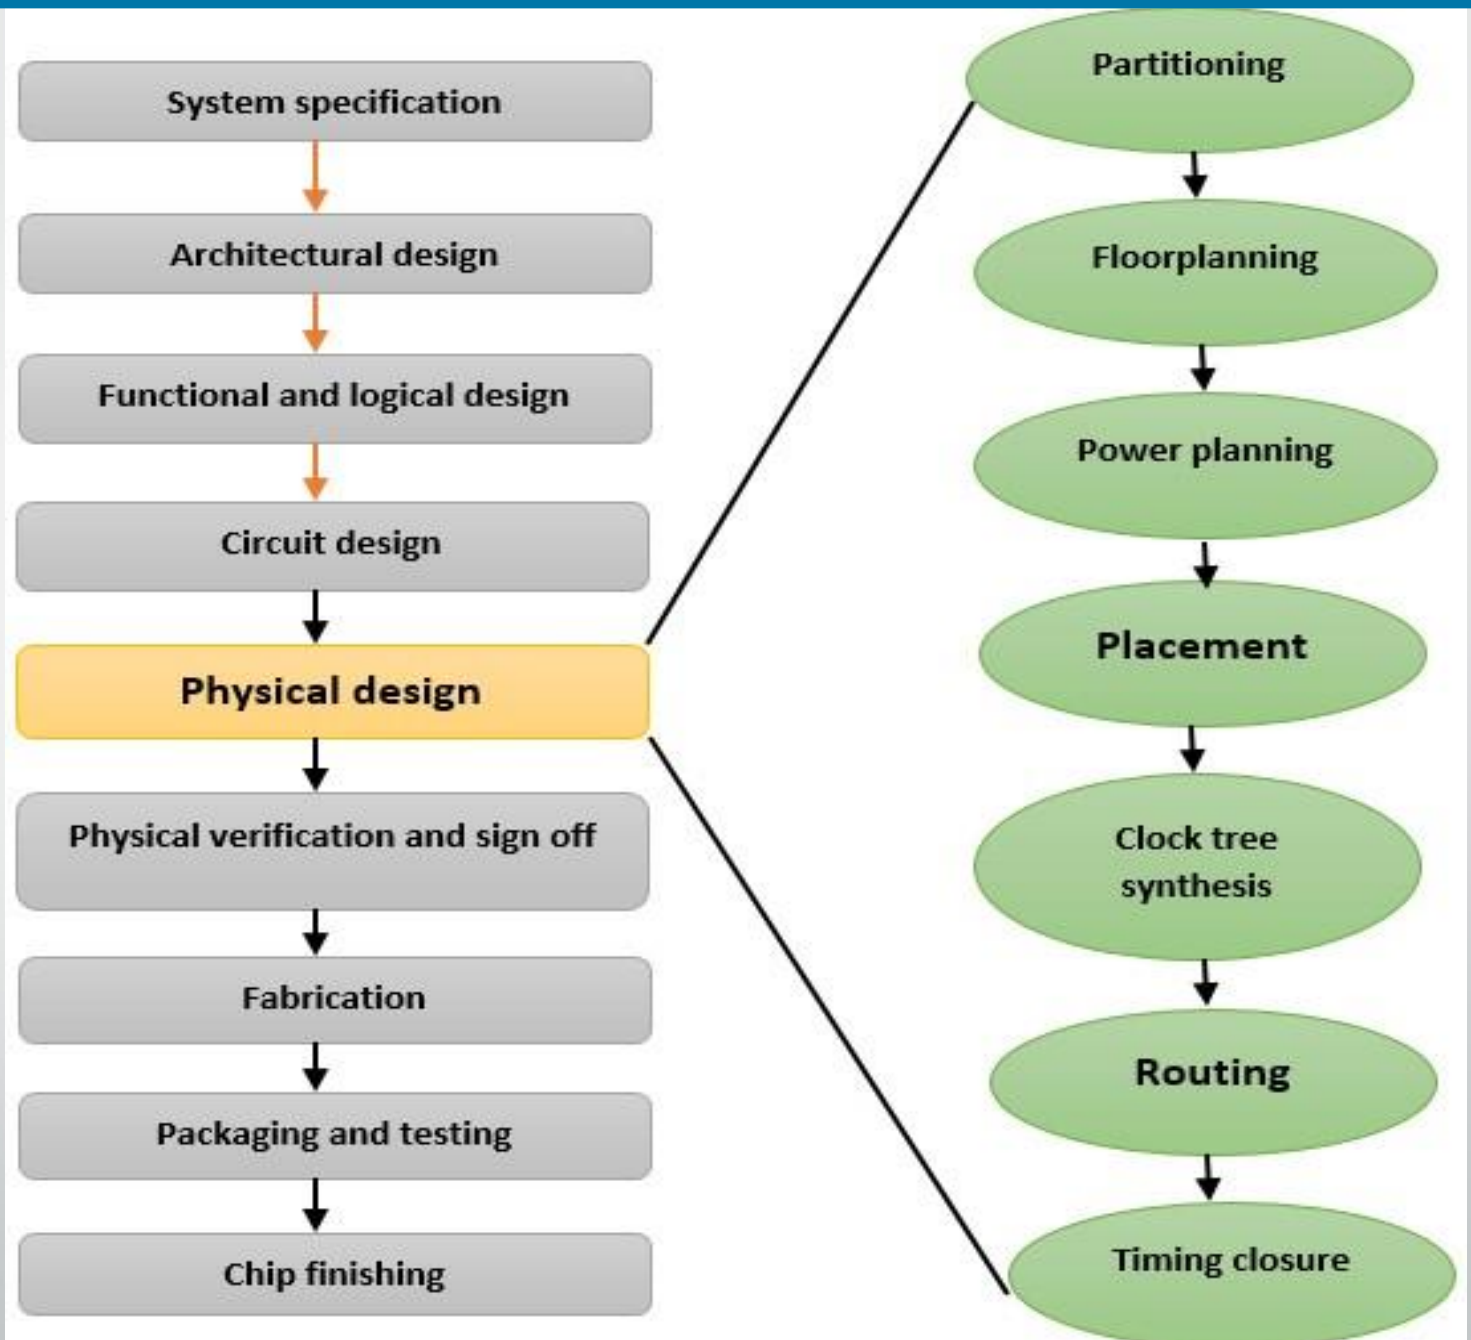 System specification
Architectural design
Functional and logical design
Circuit design
Physical design
Physical verification and sign off
Fabrication
Packaging and testing
Chip finishing
Partitioning
Floorplanning
Power planning
Placement
Clock tree
synthesis
Routing
Timing closure